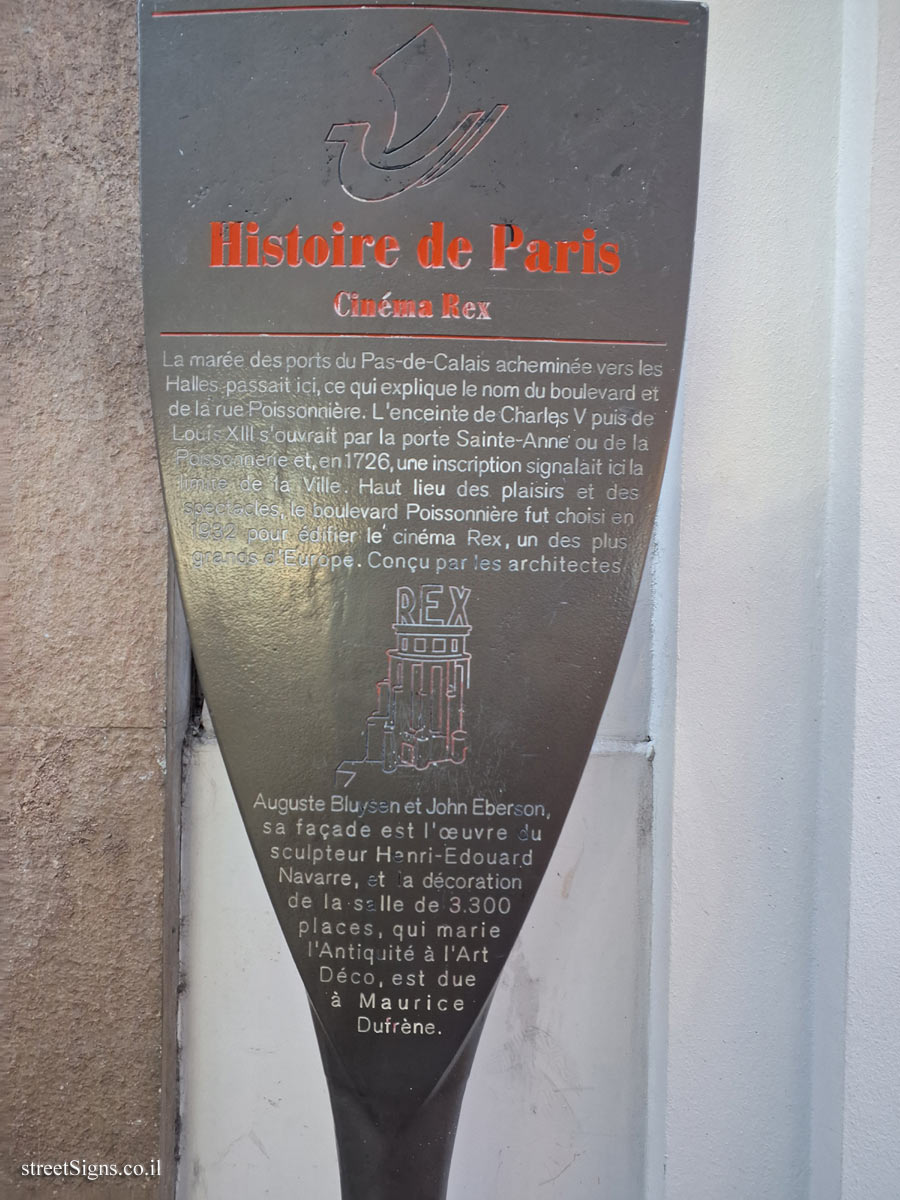 Histoire de Paris
Cinéma Rex
La marée des ports du Pas-de-Calais acheminée vers les
Halles passait ici, ce qui explique le nom du boulevard et
de la rue Poissonnière. L'enceinte de Charles V puis de
Louis XIII s'ouvrait par la porte Sainte-Anne ou de la
Poissonnerie et, en 1726, une inscription signalait ici la
limite de la Ville. Haut lieu des plaisirs et des
spectacles, le boulevard Poissonnière fut choisi en
1932 pour édifier le cinéma Rex, un des plus
grands d'Europe. Conçu par les architectes
REX
Auguste Bluysen et John Eberson,
sa façade est l'œuvre du
sculpteur Henri-Edouard
Navarre, et la décoration
de la salle de 3.300
places, qui marie
l'Antiquité à l'Art
Déco, est due
à Maurice
Dufrène.
streetSigns.co.il